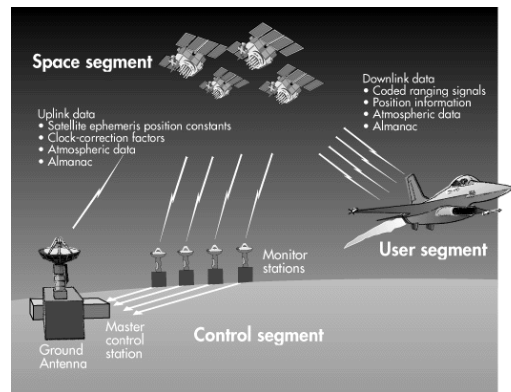 Space segment
Downlink data
• Coded ranging signals
• Position information
• Atmospheric data
• Almanac
Uplink data
• Satellite ephemeris position constants
• Clock-correction factors
• Atmospheric data
• Almanac
Monitor
stations
User segment
Master
control
station
Control segment
Ground
Antenna